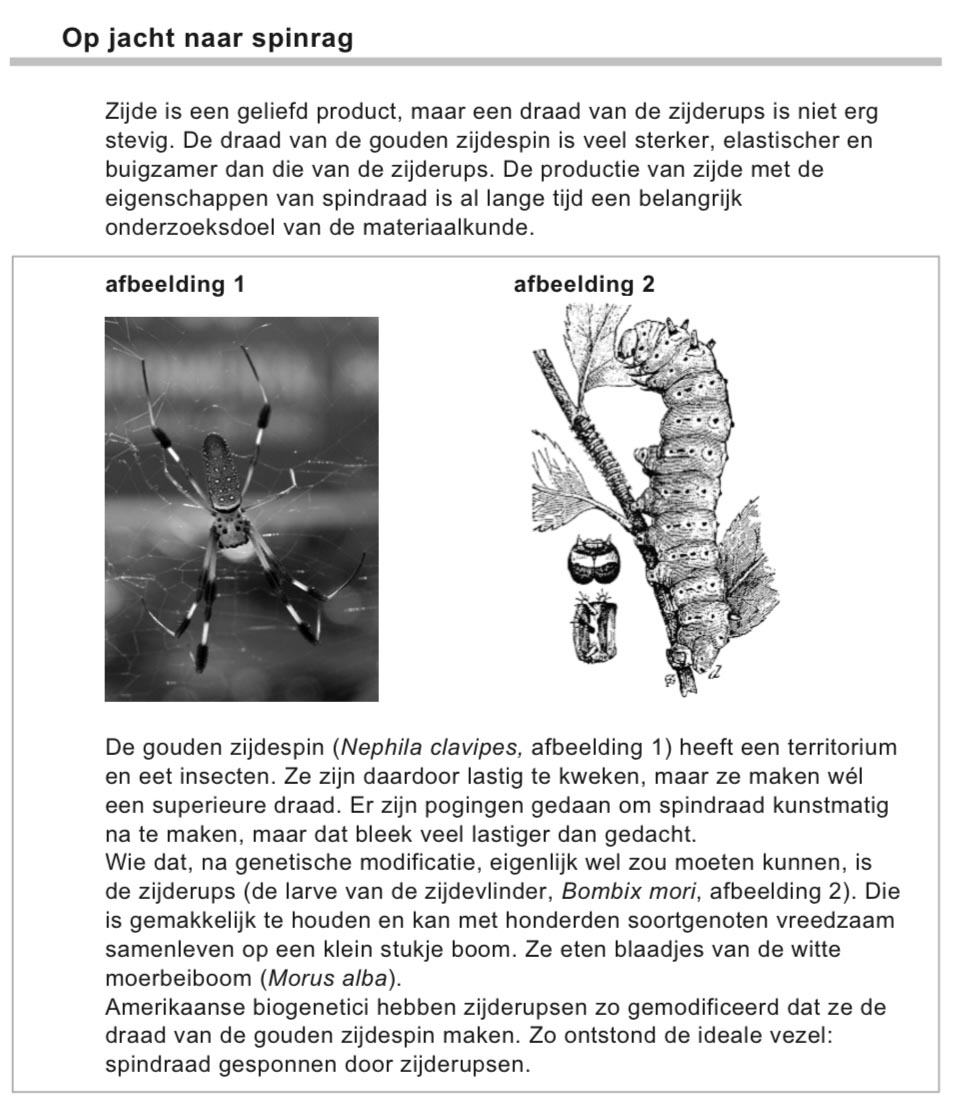 Op jacht naar spinrag
Zijde is een geliefd product, maar een draad van de zijderups is niet erg
stevig. De draad van de gouden zijdespin is veel sterker, elastischer en
buigzamer dan die van de zijderups. De productie van zijde met de
eigenschappen van spindraad is al lange tijd een belangrijk
onderzoeksdoel van de materiaalkunde.
afbeelding 1
afbeelding 2
De gouden zijdespin (Nephila clavipes, afbeelding 1) heeft een territorium
en eet insecten. Ze zijn daardoor lastig te kweken, maar ze maken wél
een superieure draad. Er zijn pogingen gedaan om spindraad kunstmatig
na te maken, maar dat bleek veel lastiger dan gedacht.
Wie dat, na genetische modificatie, eigenlijk wel zou moeten kunnen, is
de zijderups (de larve van de zijdevlinder, Bombix mori, afbeelding 2). Die
is gemakkelijk te houden en kan met honderden soortgenoten vreedzaam
samenleven op een klein stukje boom. Ze eten blaadjes van de witte
moerbeiboom (Morus alba).
Amerikaanse biogenetici hebben zijderupsen zo gemodificeerd dat ze de
draad van de gouden zijdespin maken. Zo ontstond de ideale vezel:
spindraad gesponnen door zijderupsen.